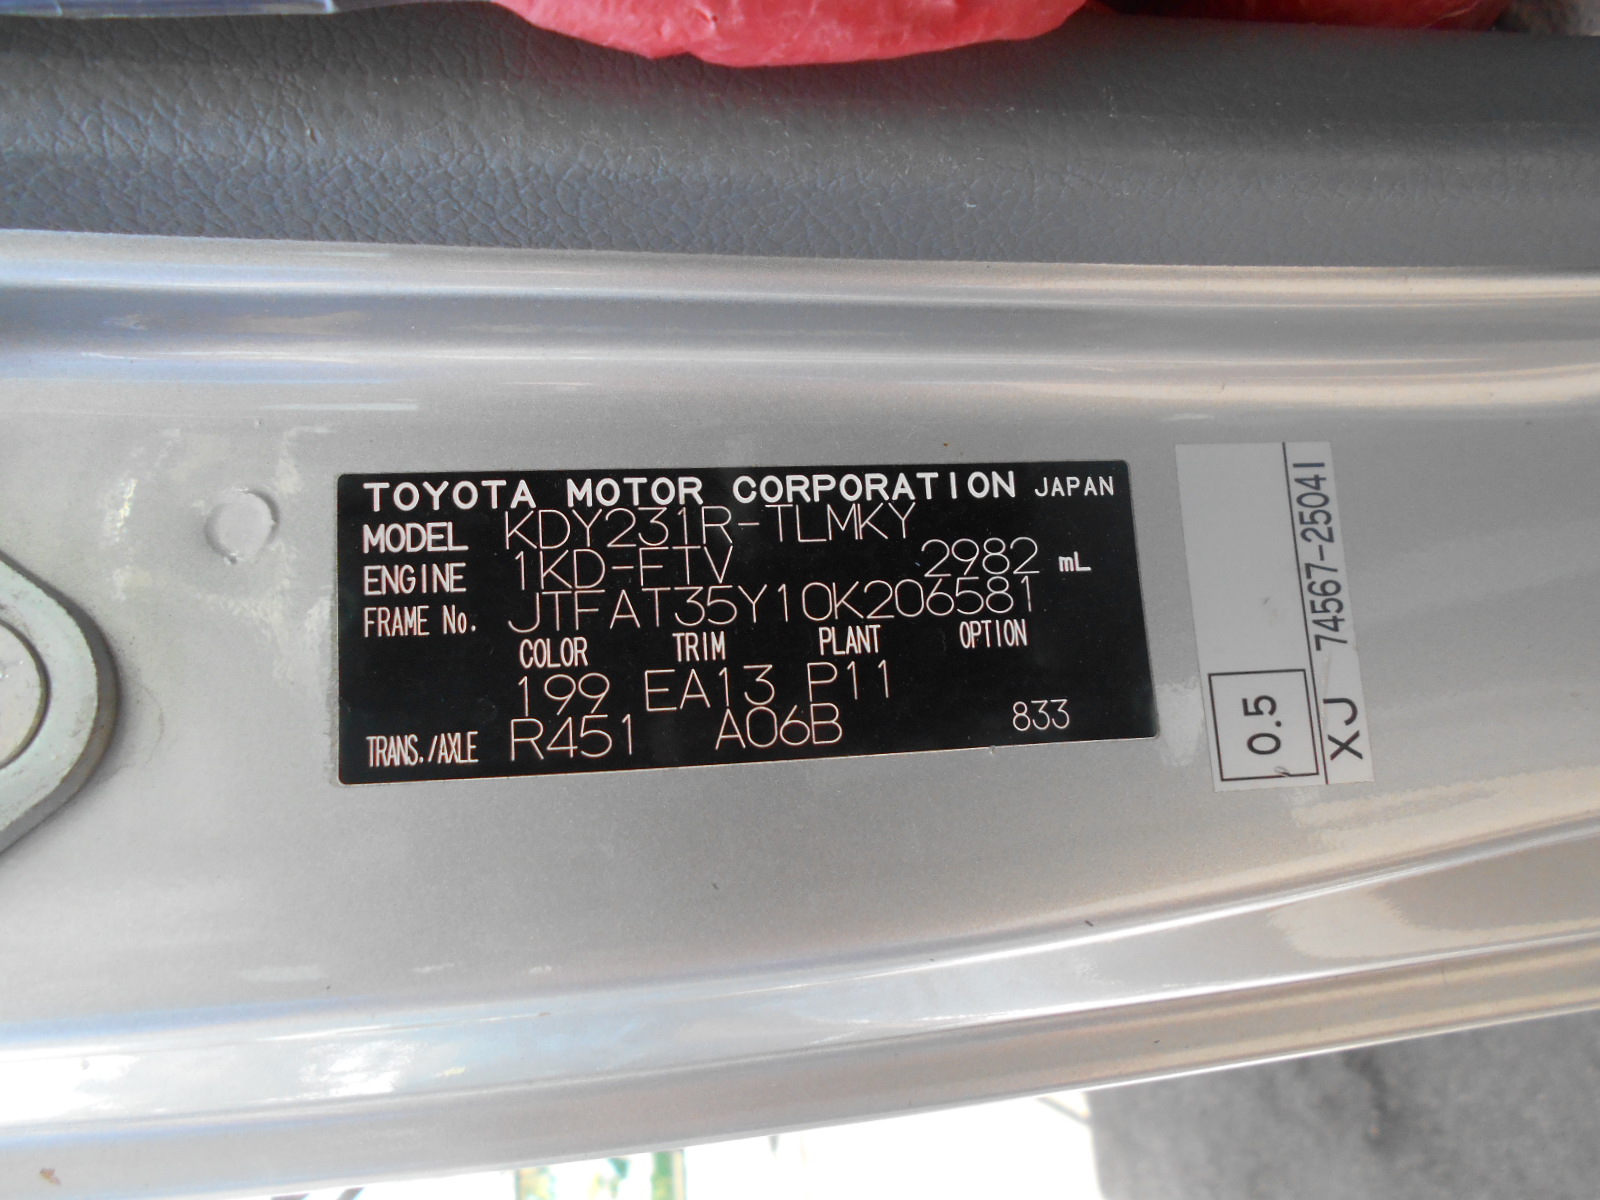 TOYOTA MOTOR CORPORATION JAPAN
MODEL KDY231R-TLMKY
ENGINE 1KD-FTV 2982 mL
FRAME No. JTFAT35Y10K206581
COLOR TRIM PLANT OPTION
199 EA13 P11
TRANS./AXLE R451 A06B 833
0.5
XJ 74567-25041